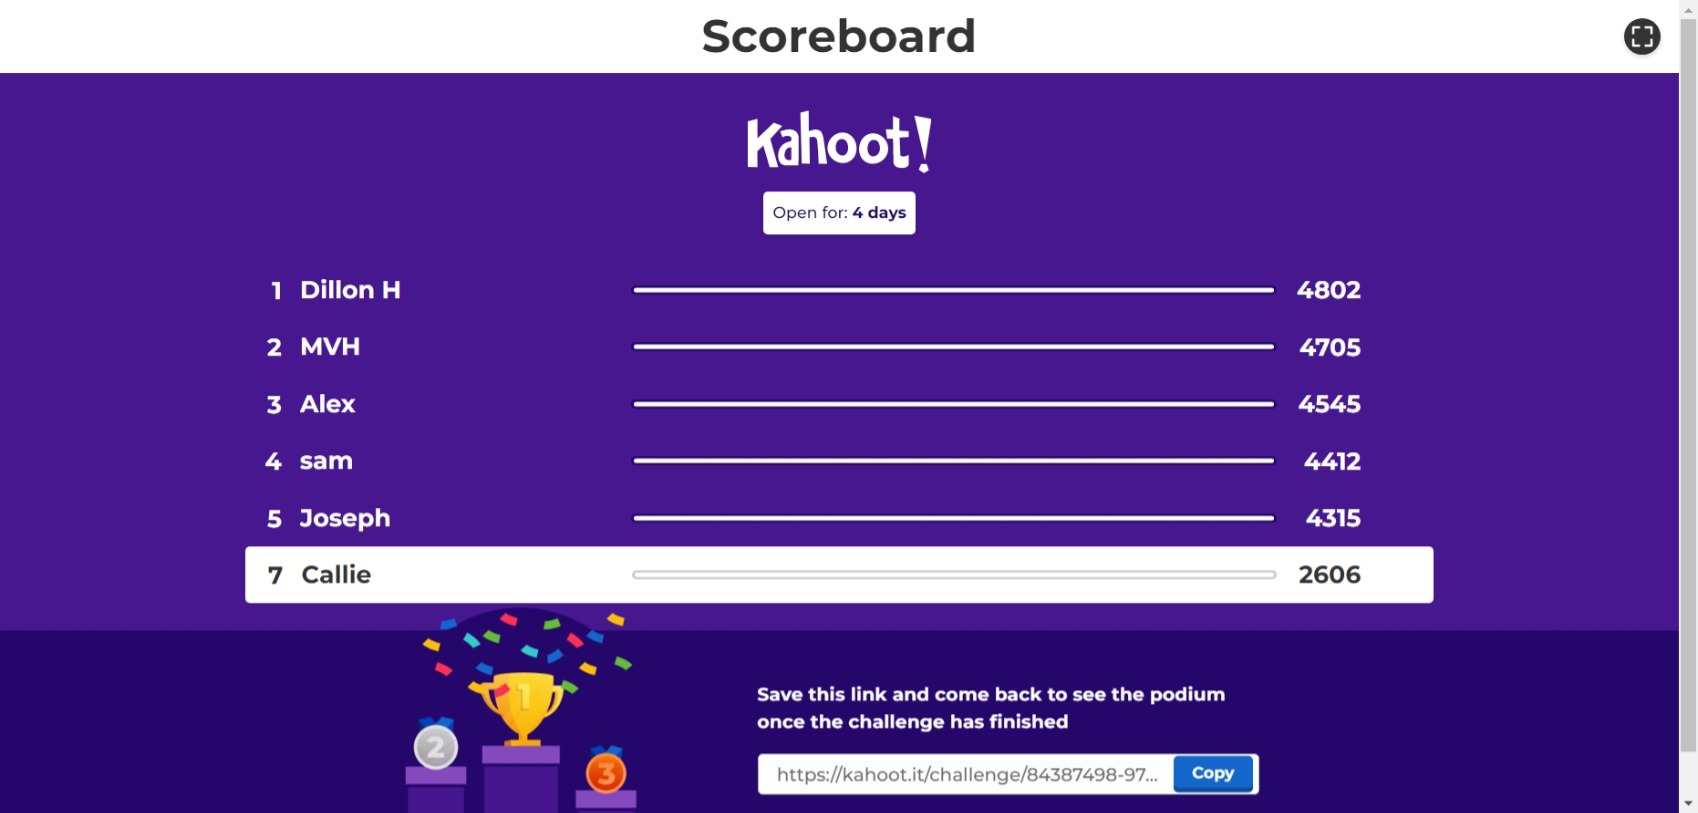 Scoreboard
Kahoot!
Open for: 4 days
1 Dillon H 4802
2 MVH 4705
3 Alex 4545
4 sam 4412
5 Joseph 4315
7 Callie 2606
1
2
3
Save this link and come back to see the podium
once the challenge has finished
https://kahoot.it/challenge/84387498-97... Copy